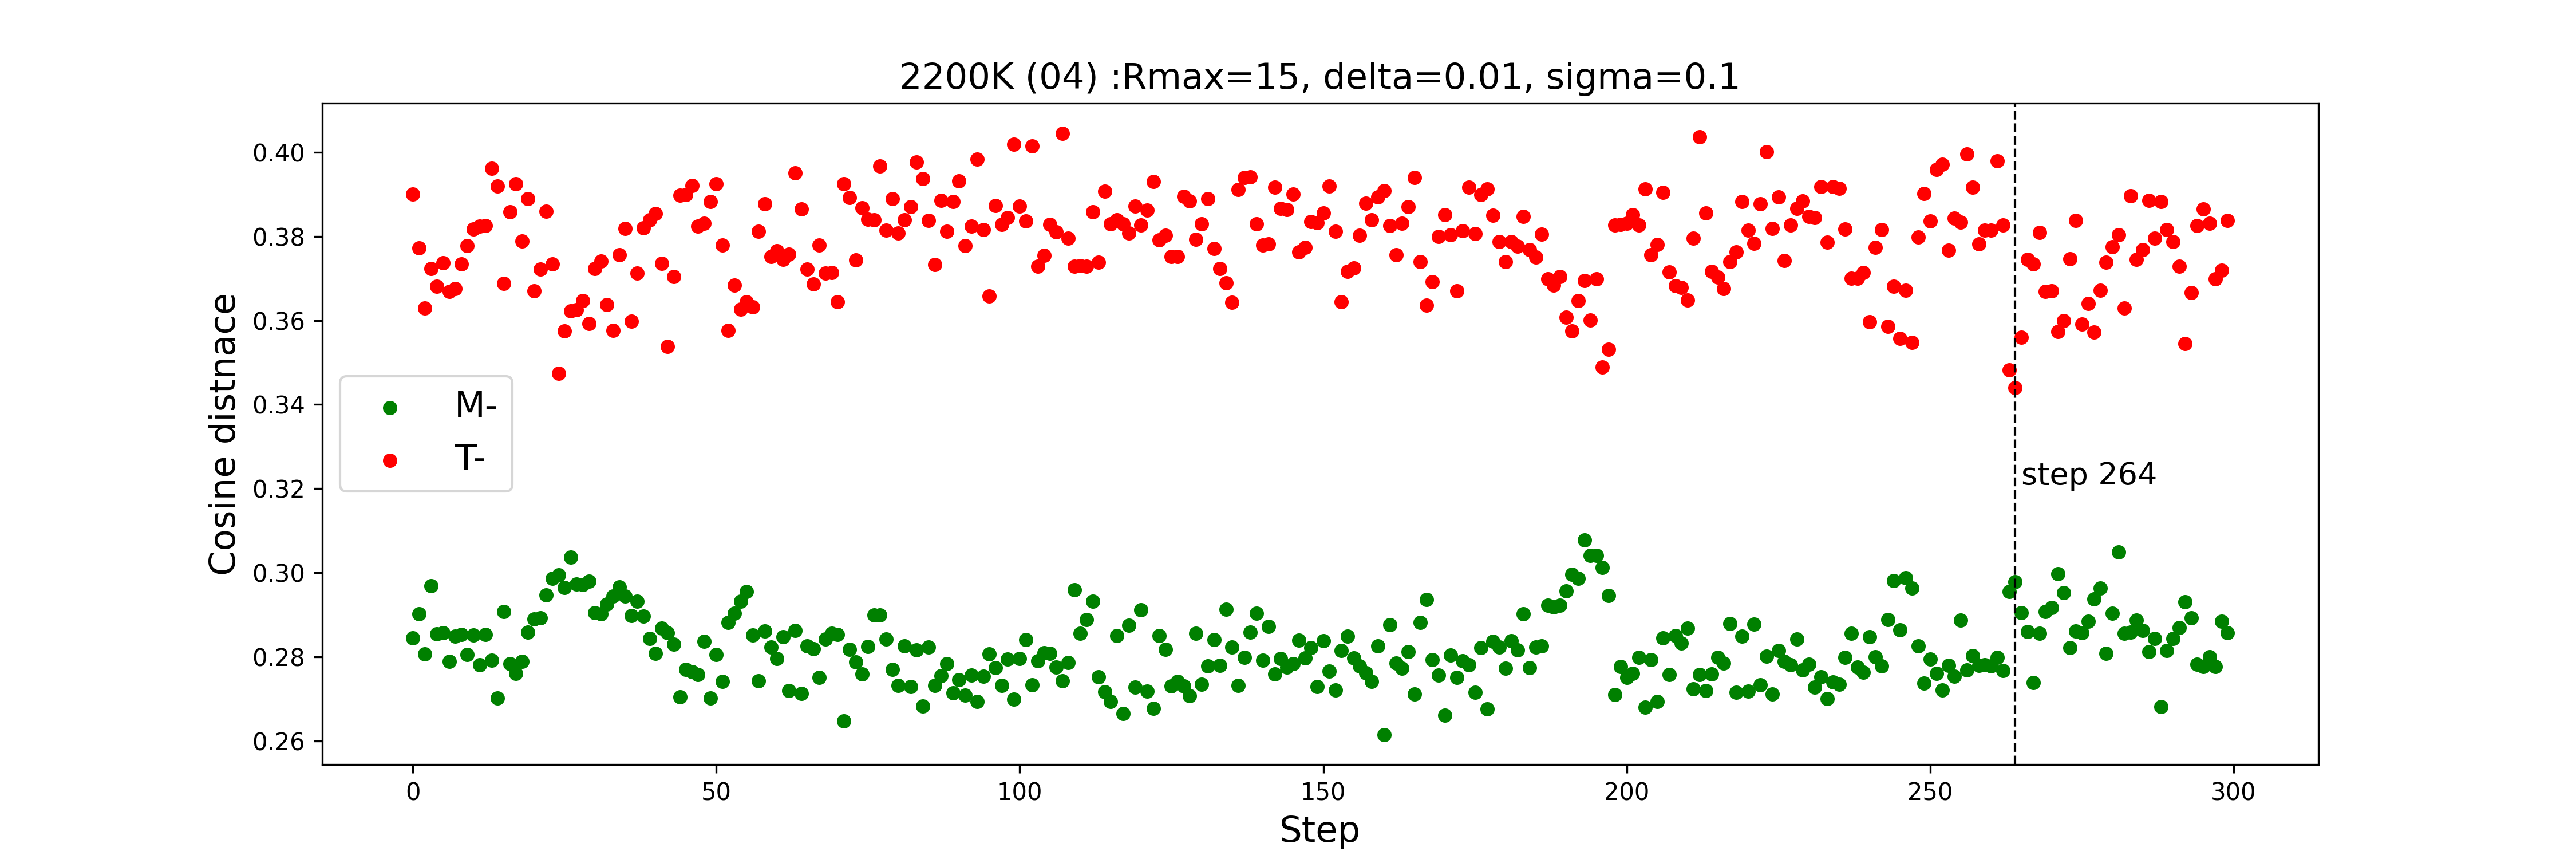 2200K (04) :Rmax=15, delta=0.01, sigma=0.1
Cosine distnace
0.40
0.38
0.36
0.34
0.32
0.30
0.28
0.26
M-
T-
step 264
0 50 100 150 200 250 300
Step